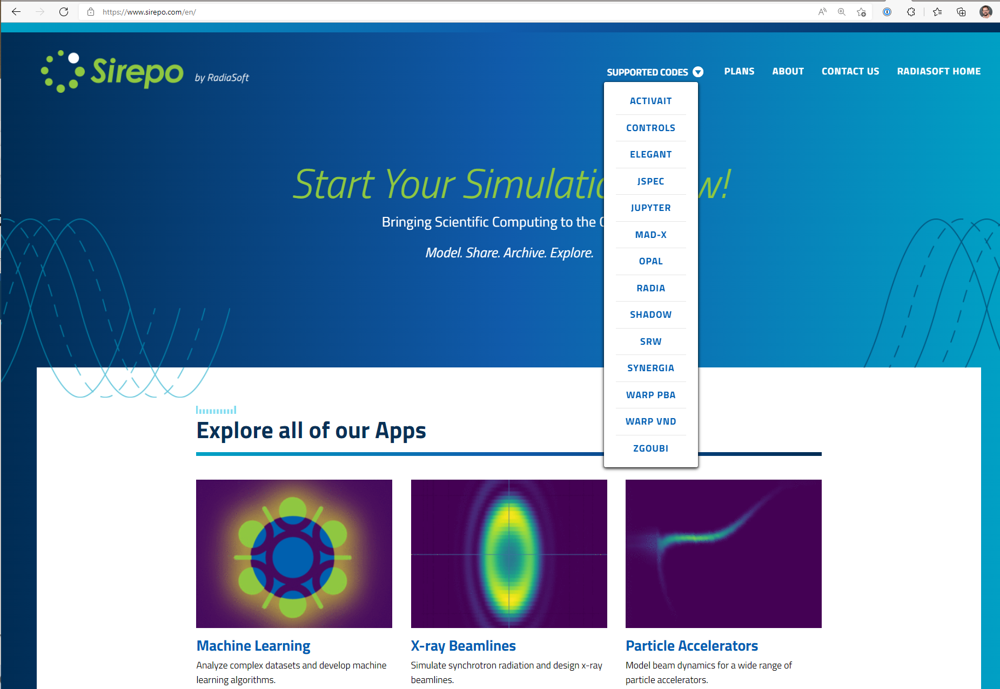 https://www.sirepo.com/en/
Sirepo by RadiaSoft
SUPPORTED CODES
PLANS
ABOUT
CONTACT US
RADIASOFT HOME
ACTIVAIT
CONTROLS
ELEGANT
JSPEC
JUPYTER
MAD-X
OPAL
RADIA
SHADOW
SRW
SYNERGIA
WARP PBA
WARP VND
ZGOUBI
Start Your
Bringing Scientific Computing to the
Model. Share. Archive. Explore.
Explore all of our Apps
Machine Learning
Analyze complex datasets and develop machine
learning algorithms.
X-ray Beamlines
Simulate synchrotron radiation and design x-ray
beamlines.
Particle Accelerators
Model beam dynamics for a wide range of
particle accelerators.